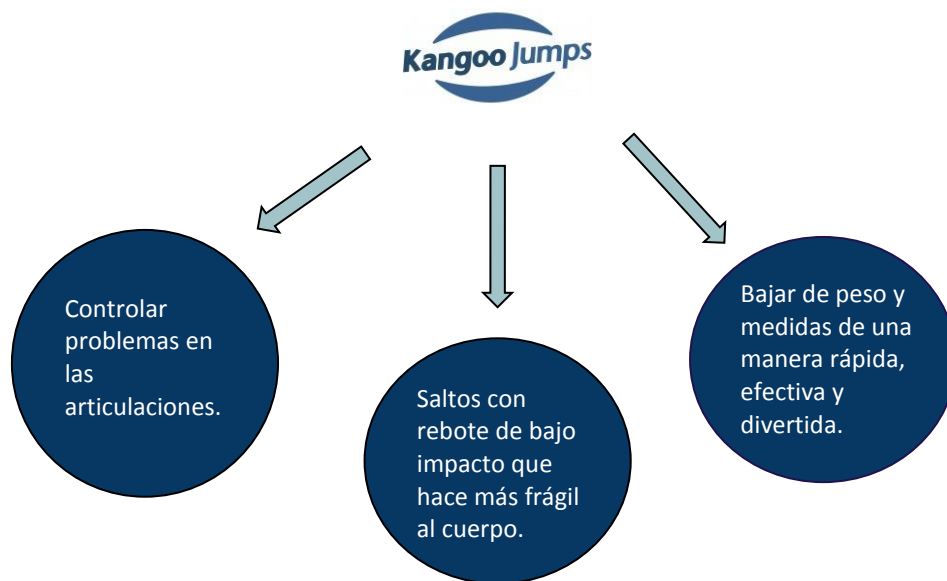 Kangoo Jumps
Controlar
problemas en
las
articulaciones.
Saltos con
rebote de bajo
impacto que
hace más frágil
al cuerpo.
Bajar de peso y
medidas de una
manera rápida,
efectiva y
divertida.